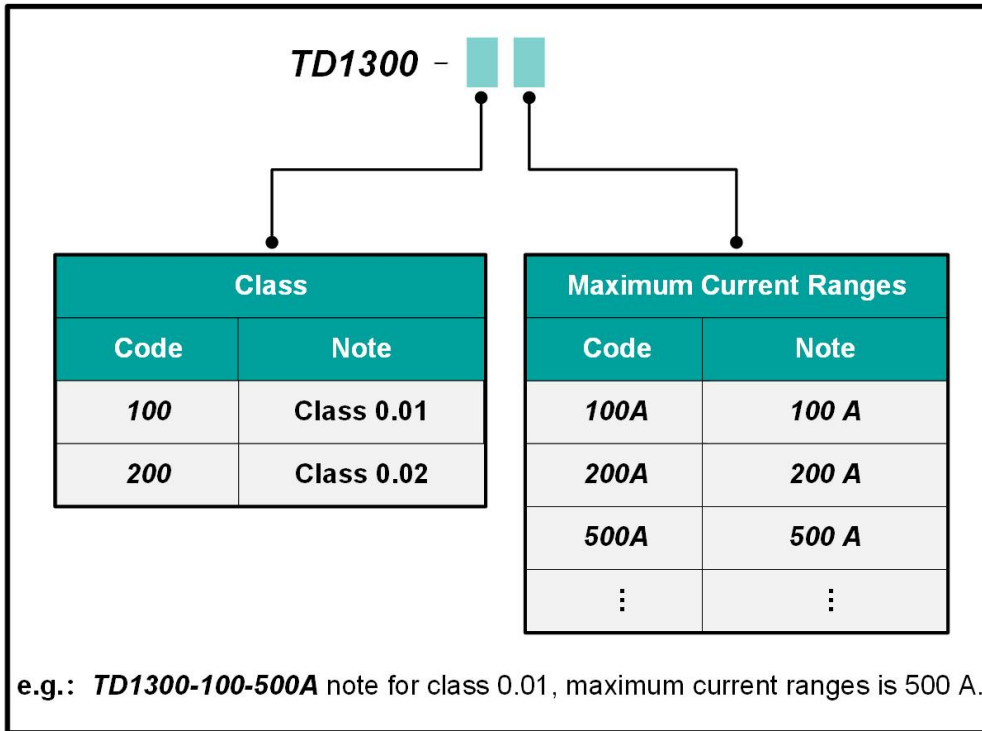 TD1300 -
Class
Code Note
100 Class 0.01
200 Class 0.02
Maximum Current Ranges
Code Note
100A 100 A
200A 200 A
500A 500 A
⋮ ⋮
e.g.: TD1300-100-500A note for class 0.01, maximum current ranges is 500 A.